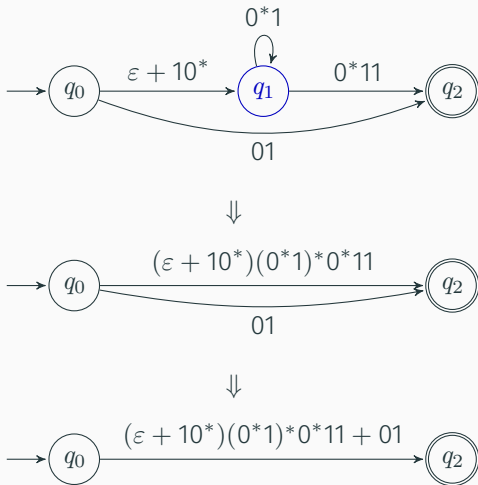 0*1
q₀ ε + 10* q₁ 0*11 q₂
01
⇓
(ε + 10*)(0*1)*0*11
q₀ q₂
01
⇓
(ε + 10*)(0*1)*0*11 + 01
q₀ q₂